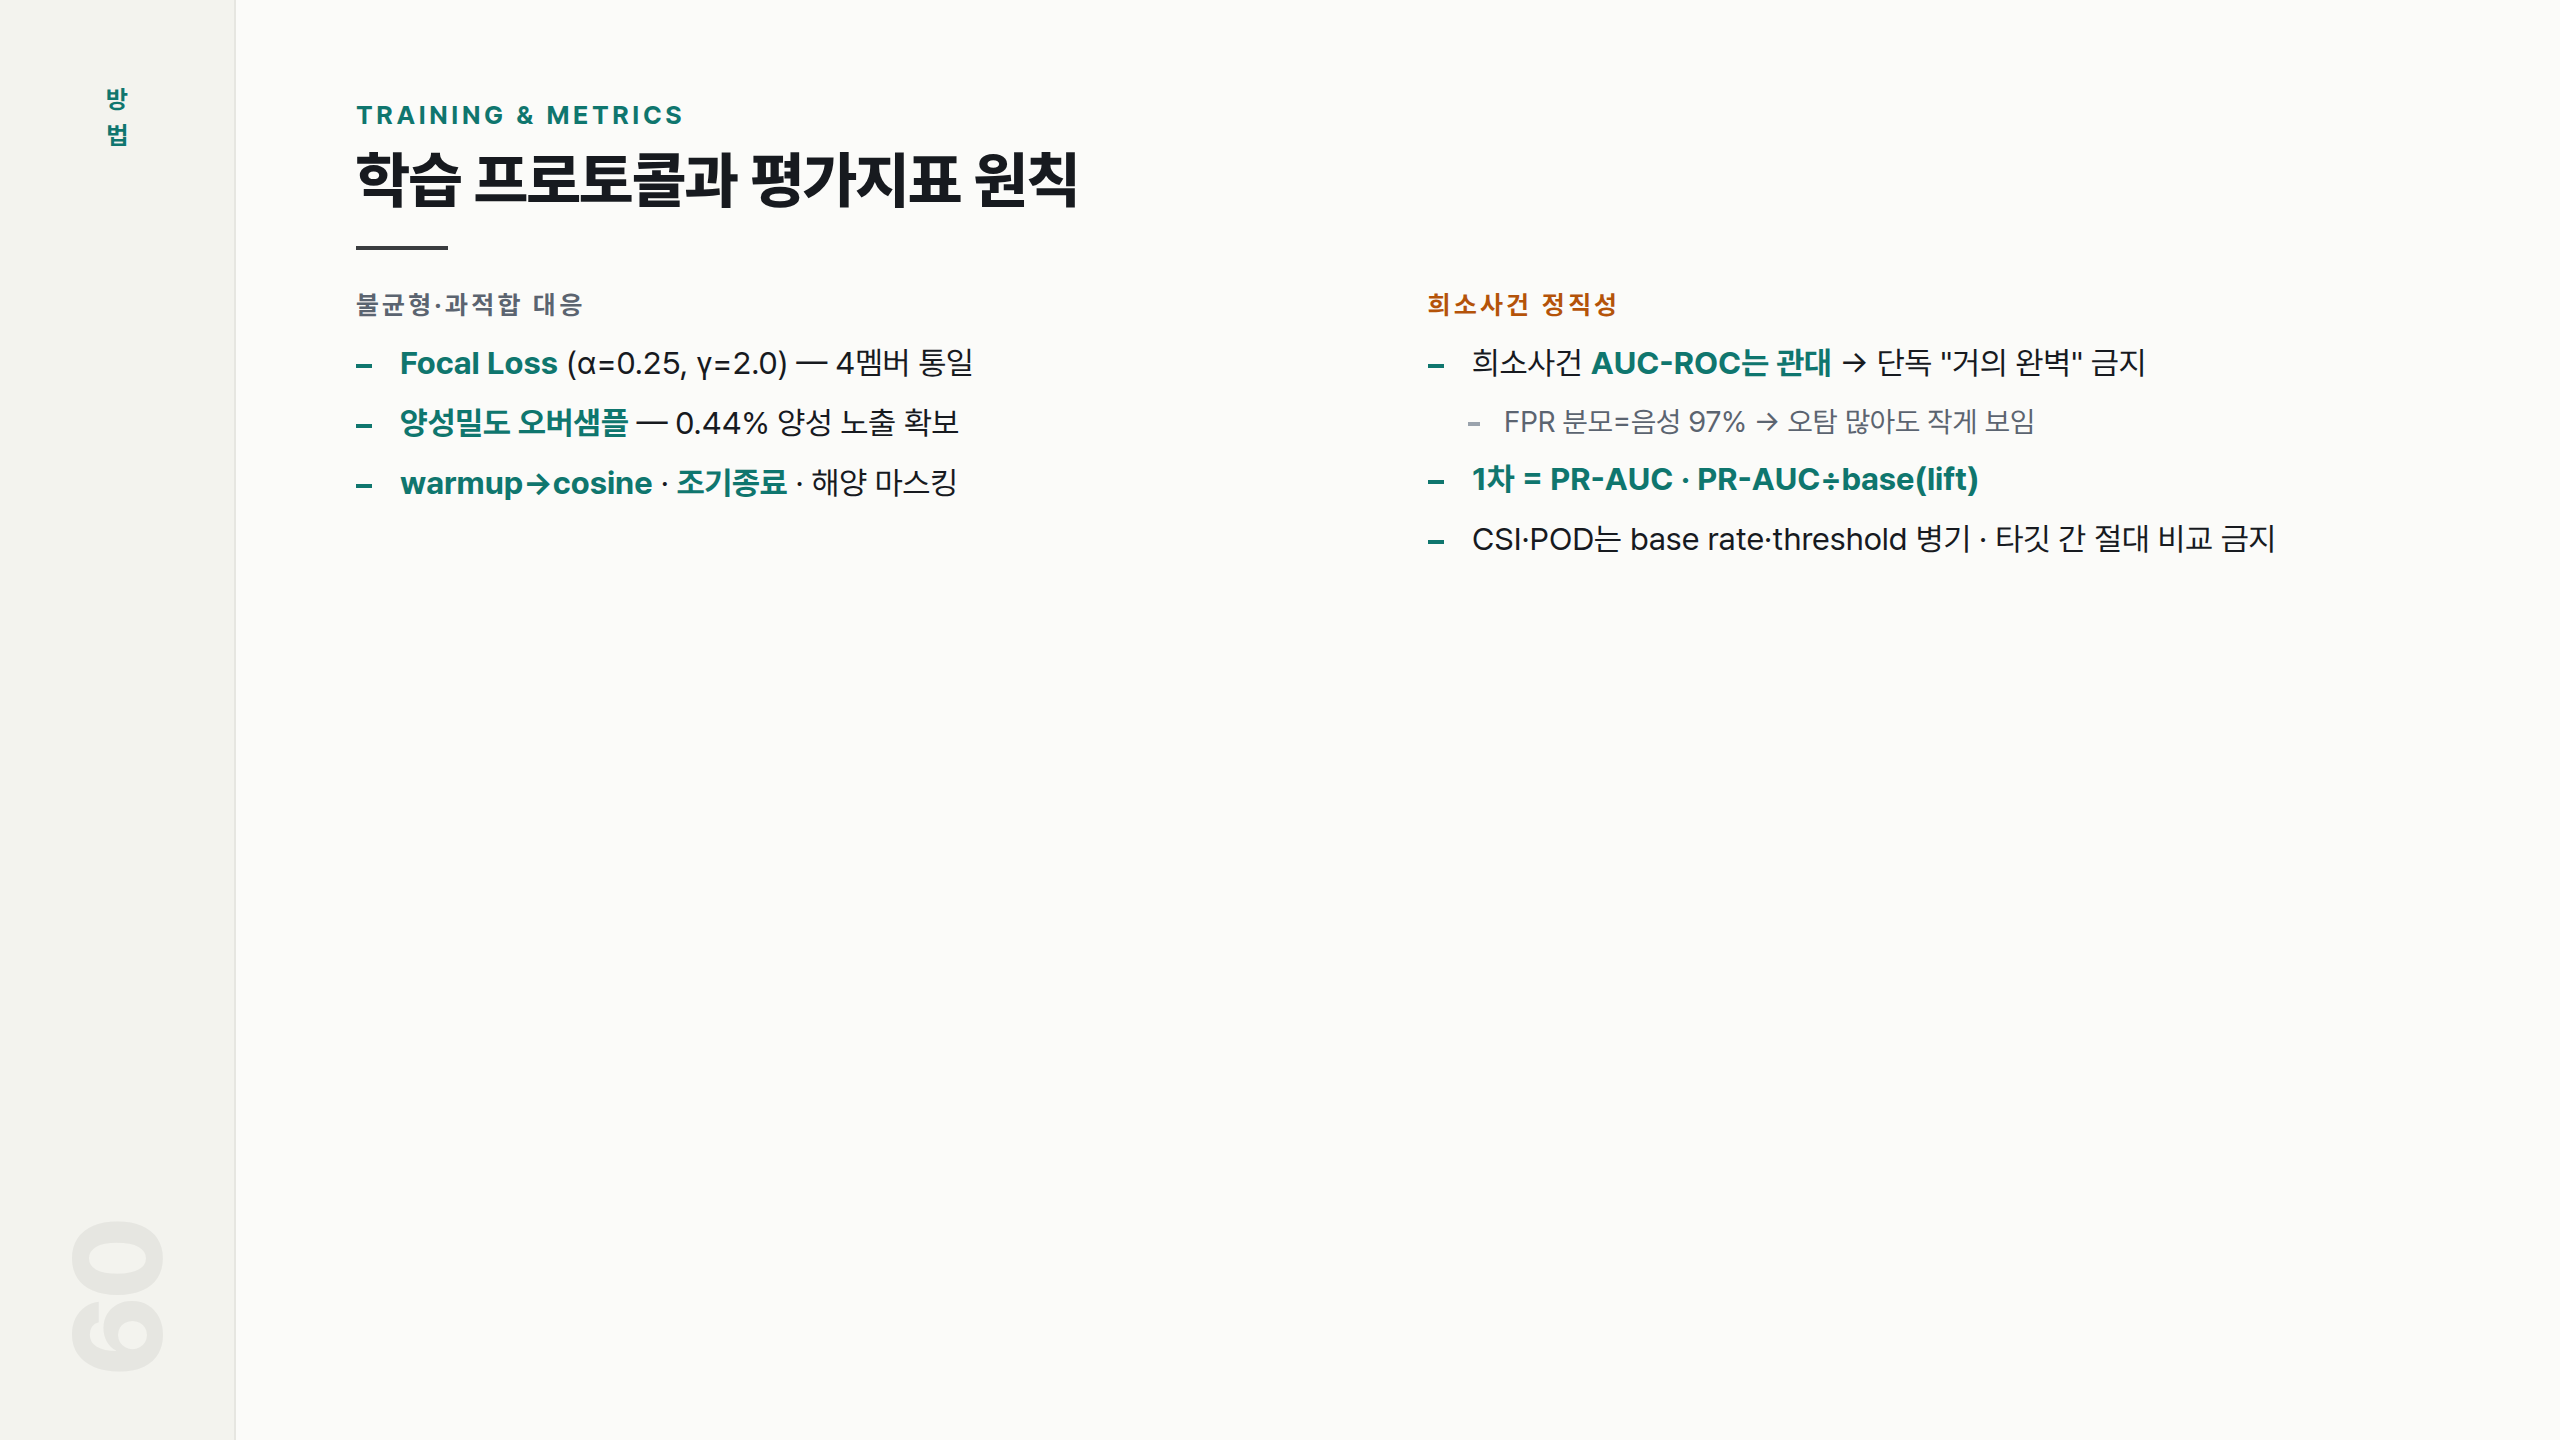 방
법
TRAINING & METRICS
학습 프로토콜과 평가지표 원칙
불균형·과적합 대응
– Focal Loss (α=0.25, γ=2.0) — 4멤버 통일
– 양성밀도 오버샘플 — 0.44% 양성 노출 확보
– warmup→cosine · 조기종료 · 해양 마스킹
희소사건 정직성
– 희소사건 AUC-ROC는 관대 → 단독 "거의 완벽" 금지
– FPR 분모=음성 97% → 오탐 많아도 작게 보임
– 1차 = PR-AUC · PR-AUC÷base(lift)
– CSI·POD는 base rate·threshold 병기 · 타깃 간 절대 비교 금지
09